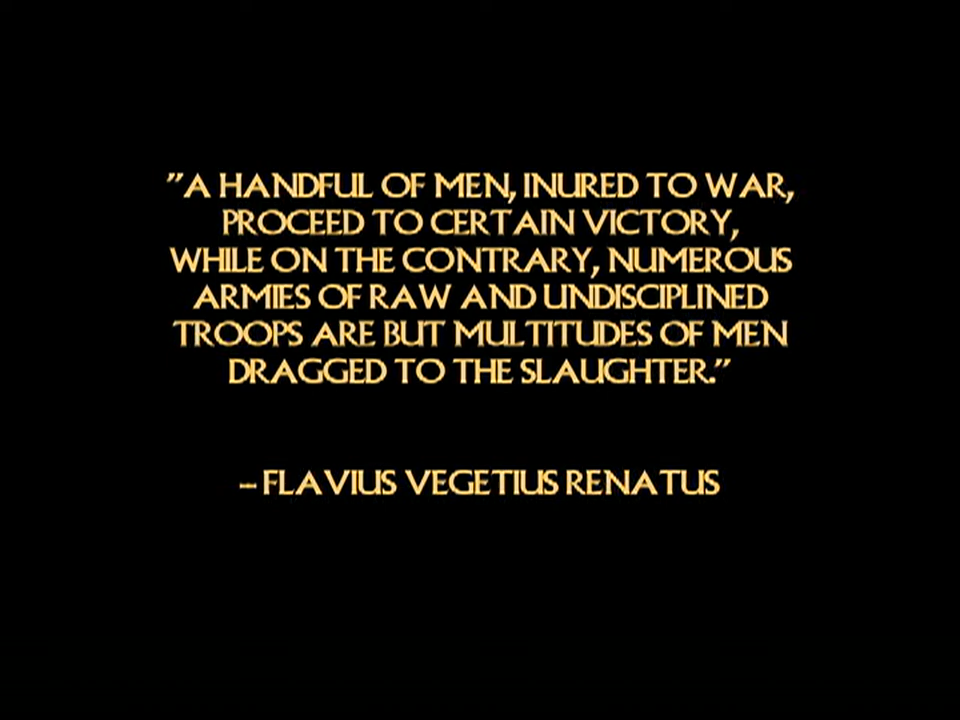 "A HANDFUL OF MEN, INURED TO WAR,
PROCEED TO CERTAIN VICTORY,
WHILE ON THE CONTRARY, NUMEROUS
ARMIES OF RAW AND UNDISCIPLINED
TROOPS ARE BUT MULTITUDES OF MEN
DRAGGED TO THE SLAUGHTER."
-- FLAVIUS VEGETIUS RENATUS